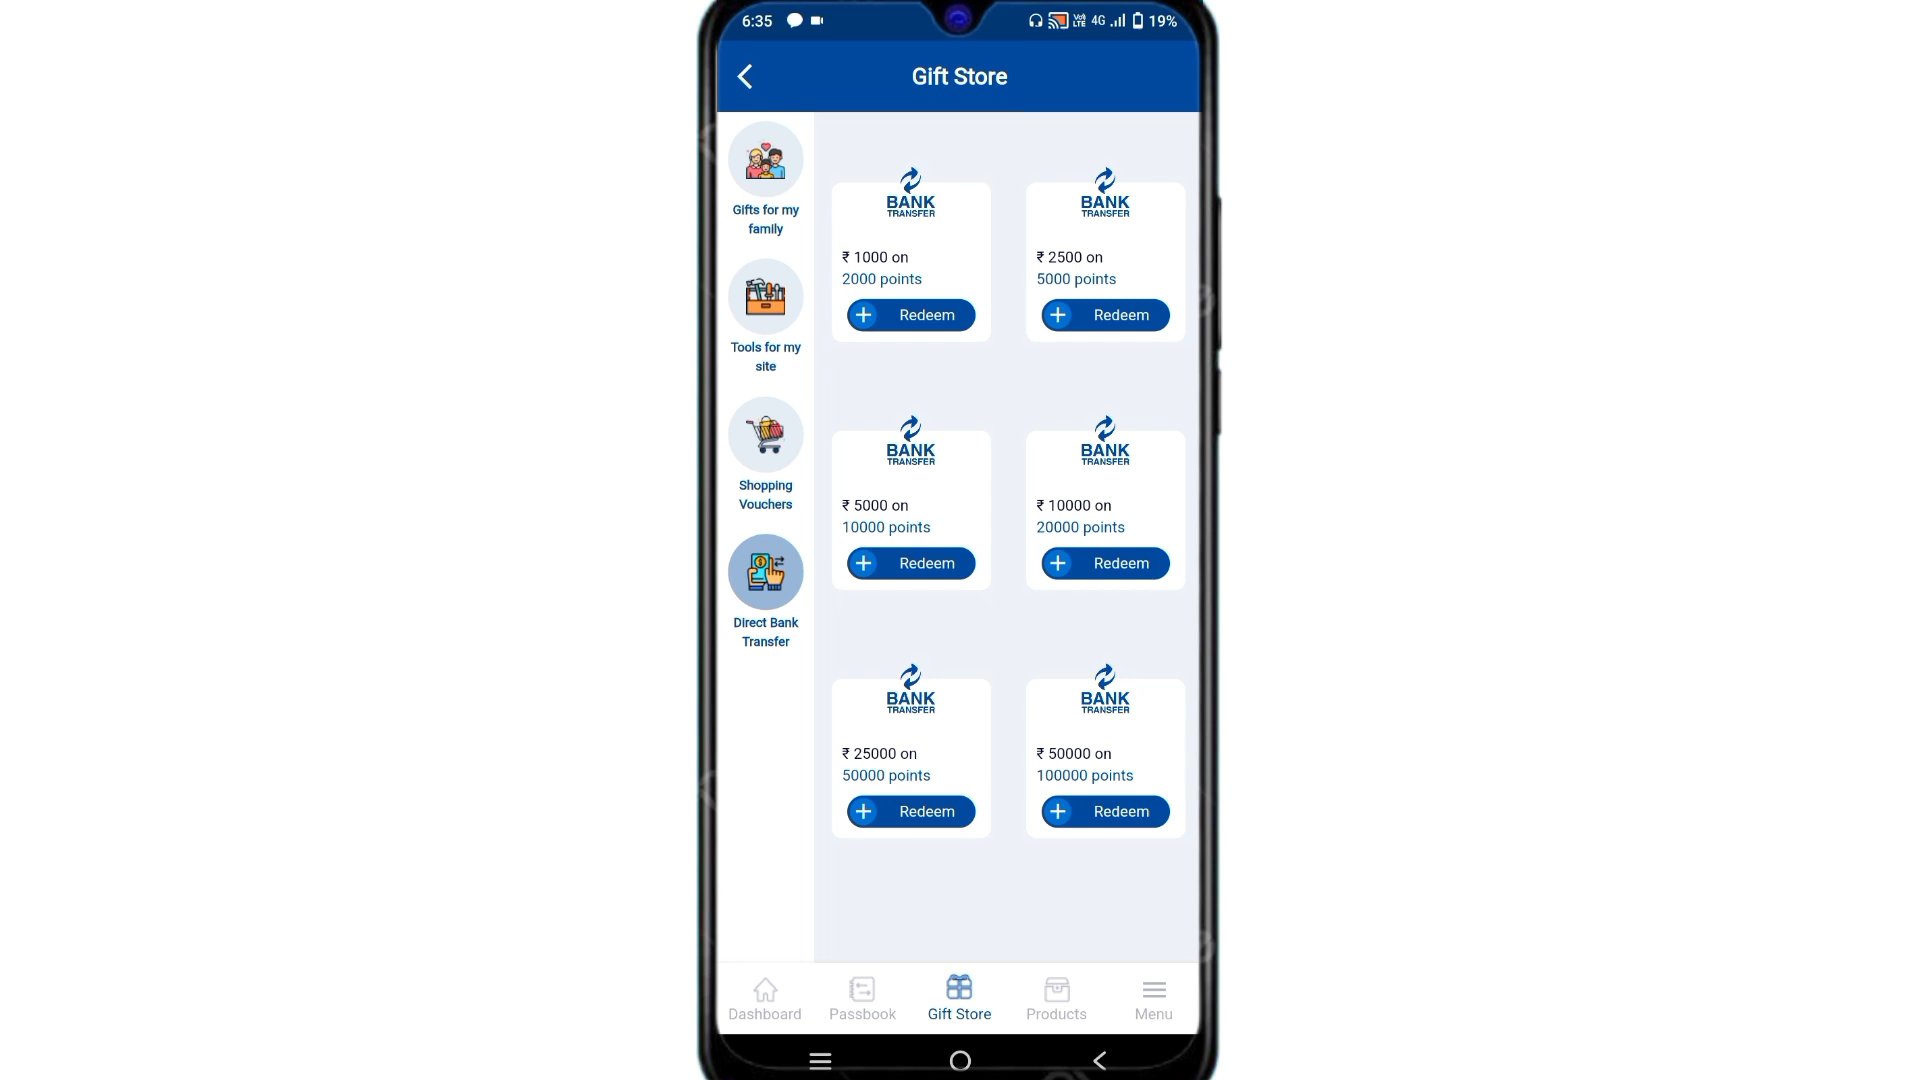 6:35
VoD LTE 4G 19%
Gift Store
Gifts for my
family
Tools for my
site
Shopping
Vouchers
Direct Bank
Transfer
BANK
TRANSFER
₹ 1000 on
2000 points
+ Redeem
BANK
TRANSFER
₹ 2500 on
5000 points
+ Redeem
BANK
TRANSFER
₹ 5000 on
10000 points
+ Redeem
BANK
TRANSFER
₹ 10000 on
20000 points
+ Redeem
BANK
TRANSFER
₹ 25000 on
50000 points
+ Redeem
BANK
TRANSFER
₹ 50000 on
100000 points
+ Redeem
Dashboard
Passbook
Gift Store
Products
Menu